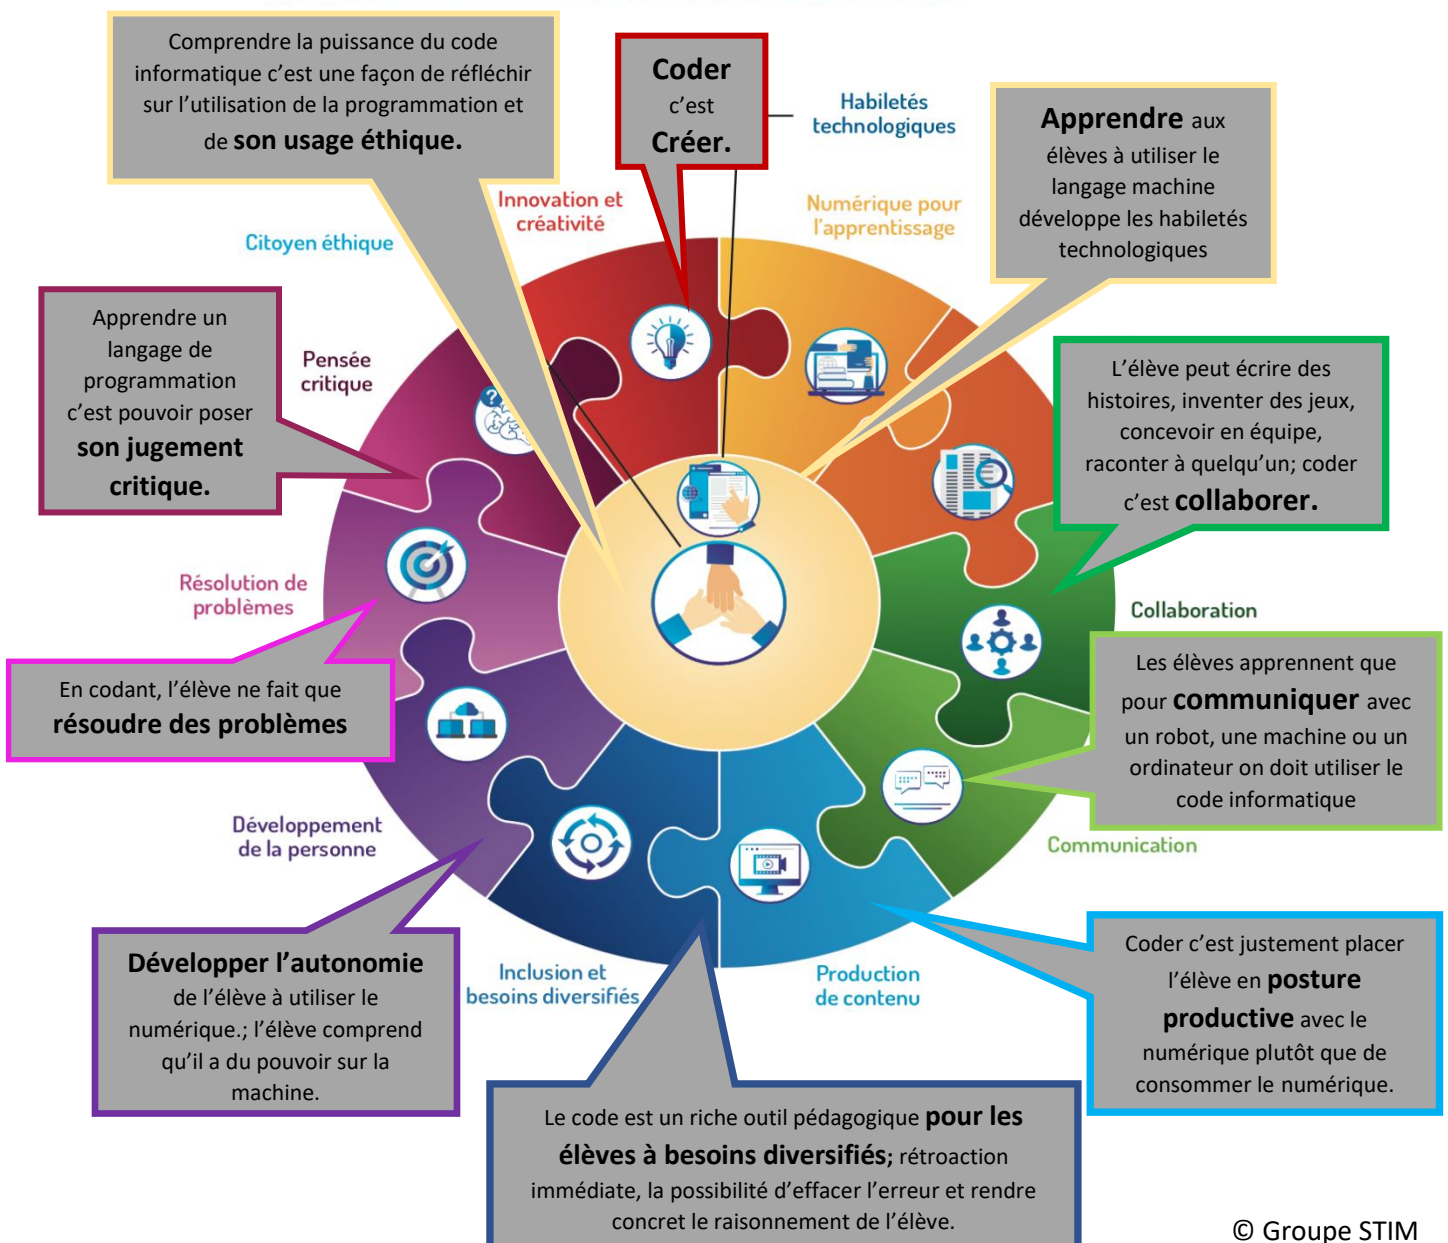 Comprendre la puissance du code
informatique c’est une façon de réfléchir
sur l’utilisation de la programmation et
de son usage éthique.
Coder
c’est
Créer.
Habiletés
technologiques
Apprendre aux
élèves à utiliser le
langage machine
développe les habiletés
technologiques
Innovation et
créativité
Numérique pour
l'apprentissage
Citoyen éthique
Apprendre un
langage de
programmation
c’est pouvoir poser
son jugement
critique.
Pensée
critique
L’élève peut écrire des
histoires, inventer des jeux,
concevoir en équipe,
raconter à quelqu’un; coder
c’est collaborer.
Résolution de
problèmes
Collaboration
En codant, l’élève ne fait que
résoudre des problèmes
Les élèves apprennent que
pour communiquer avec
un robot, une machine ou un
ordinateur on doit utiliser le
code informatique
Développement
de la personne
Communication
Développer l’autonomie
de l’élève à utiliser le
numérique.; l’élève comprend
qu’il a du pouvoir sur la
machine.
Inclusion et
besoins diversifiés
Production
de contenu
Coder c’est justement placer
l’élève en posture
productive avec le
numérique plutôt que de
consommer le numérique.
Le code est un riche outil pédagogique pour les
élèves à besoins diversifiés; rétroaction
immédiate, la possibilité d’effacer l’erreur et rendre
concret le raisonnement de l’élève.
© Groupe STIM